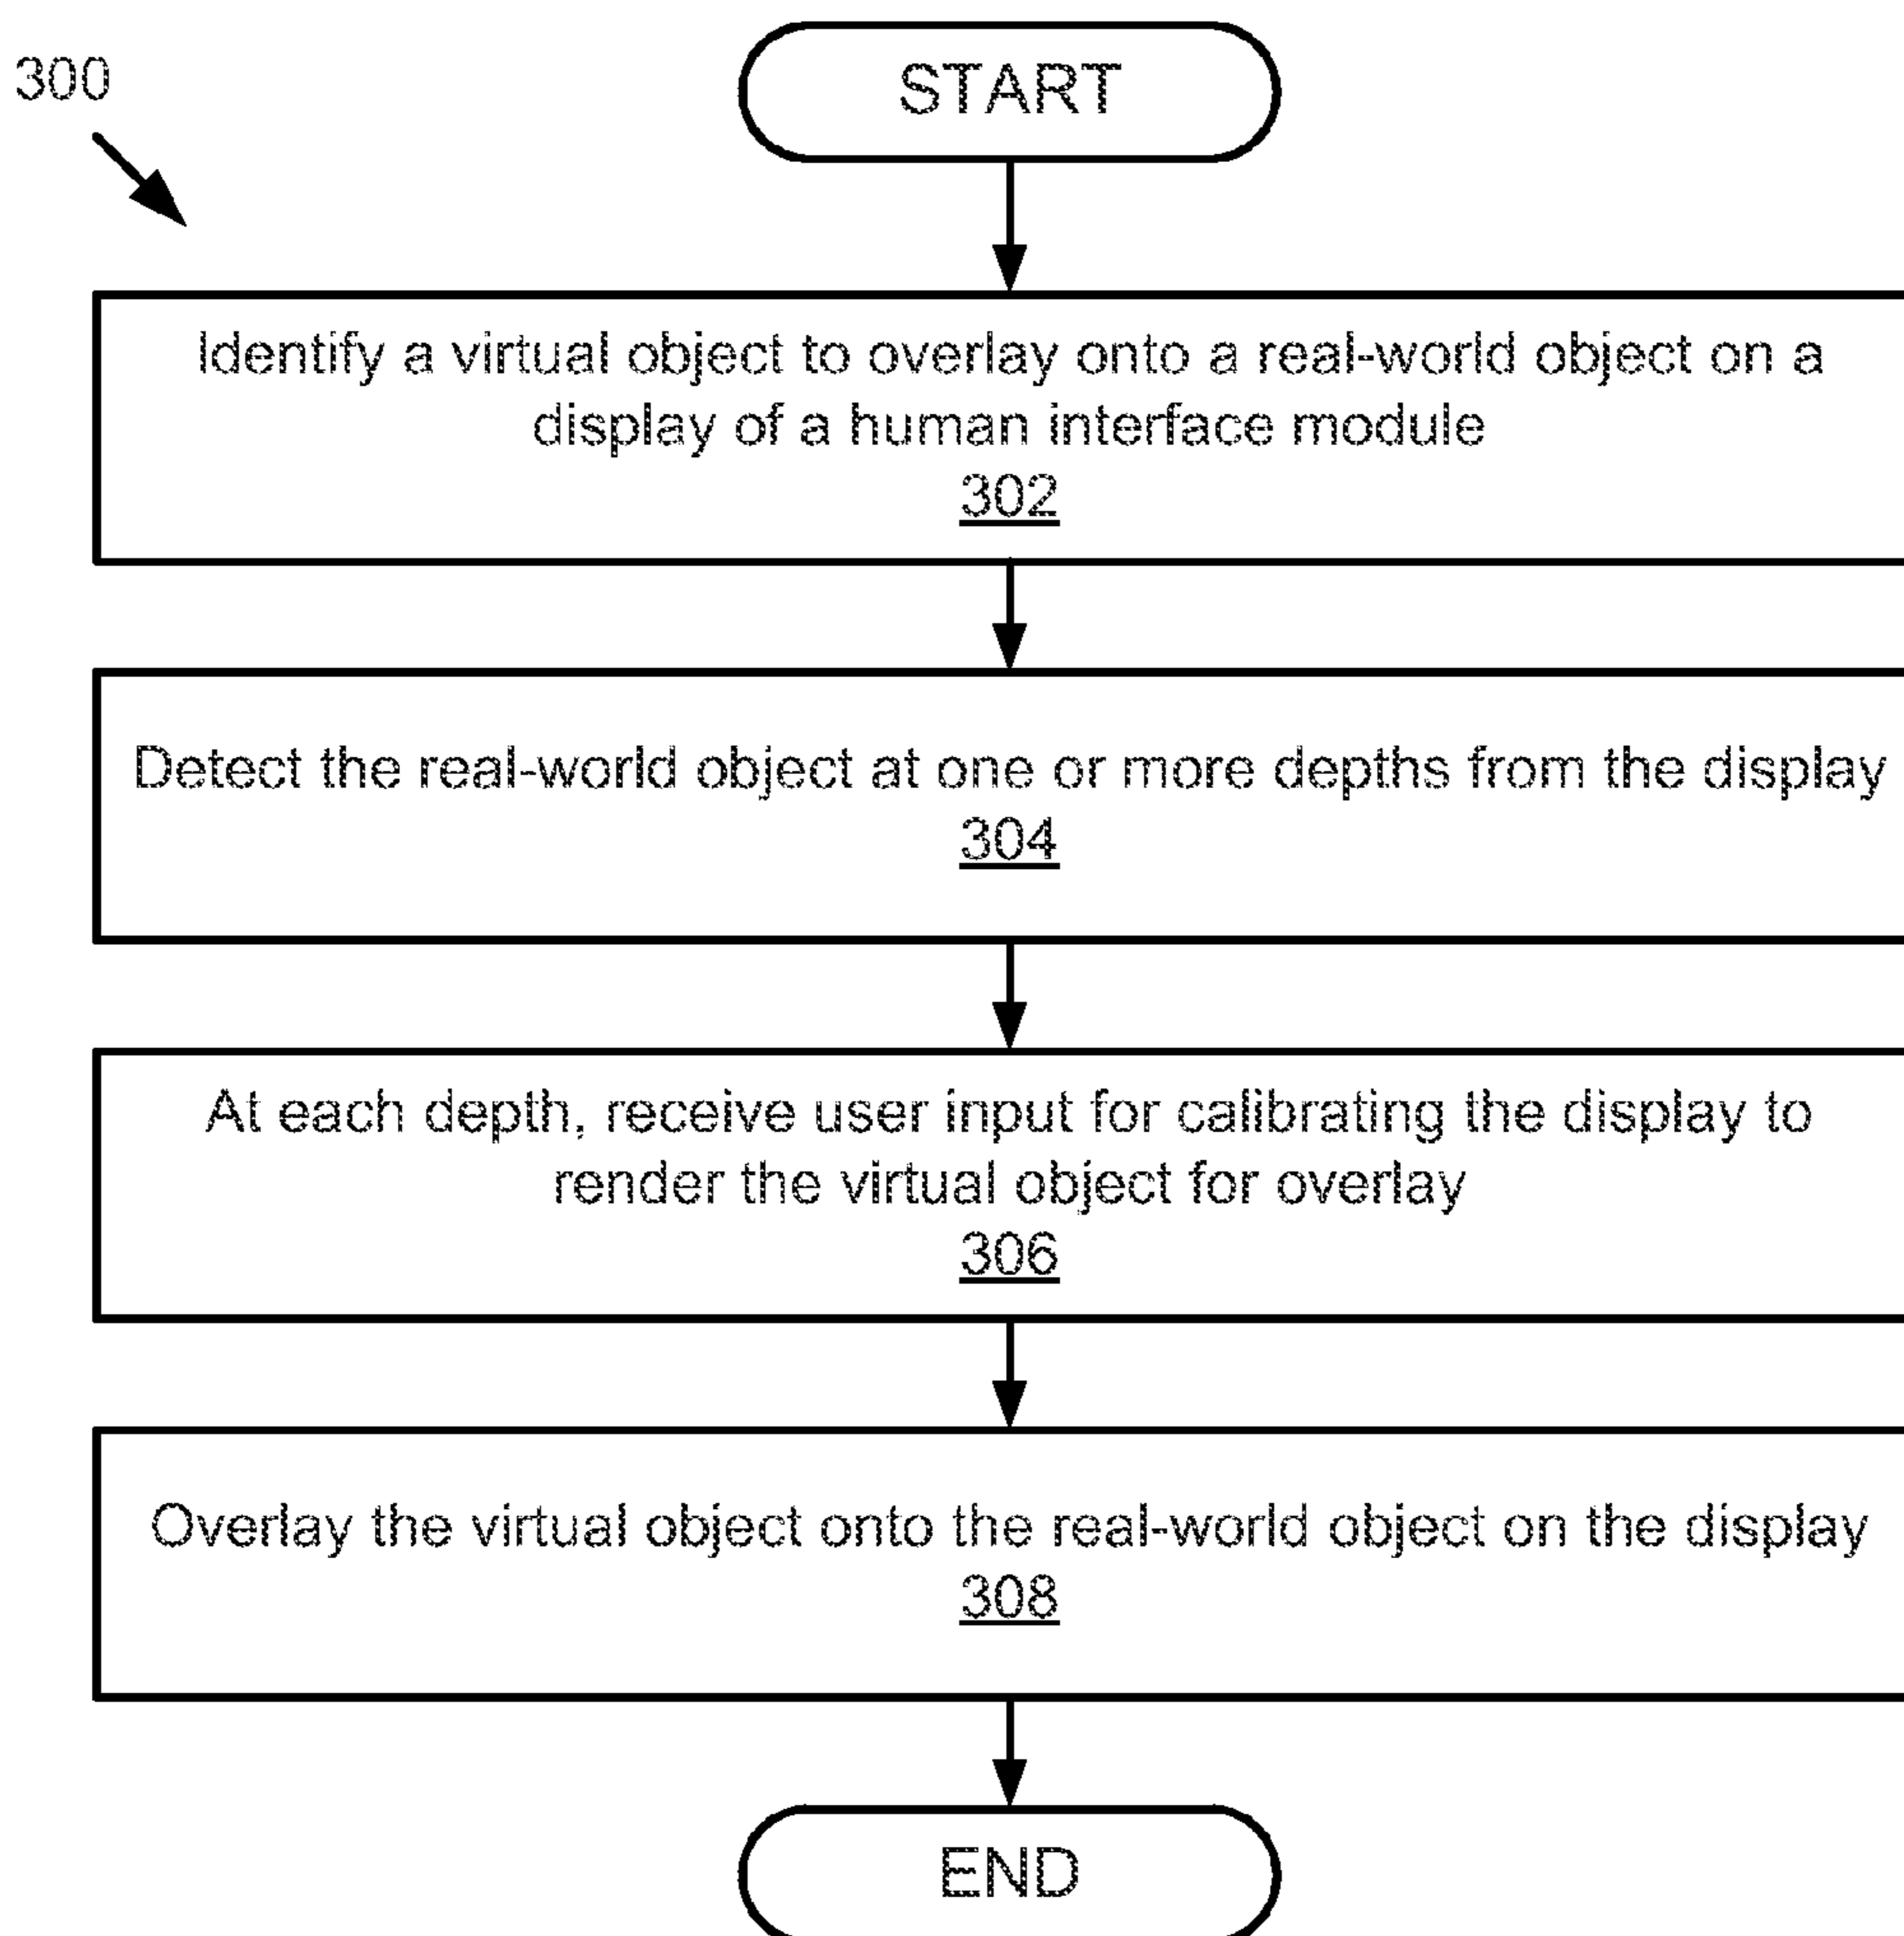 300
START
Identify a virtual object to overlay onto a real-world object on a
display of a human interface module
302
Detect the real-world object at one or more depths from the display
304
At each depth, receive user input for calibrating the display to
render the virtual object for overlay
306
Overlay the virtual object onto the real-world object on the display
308
END